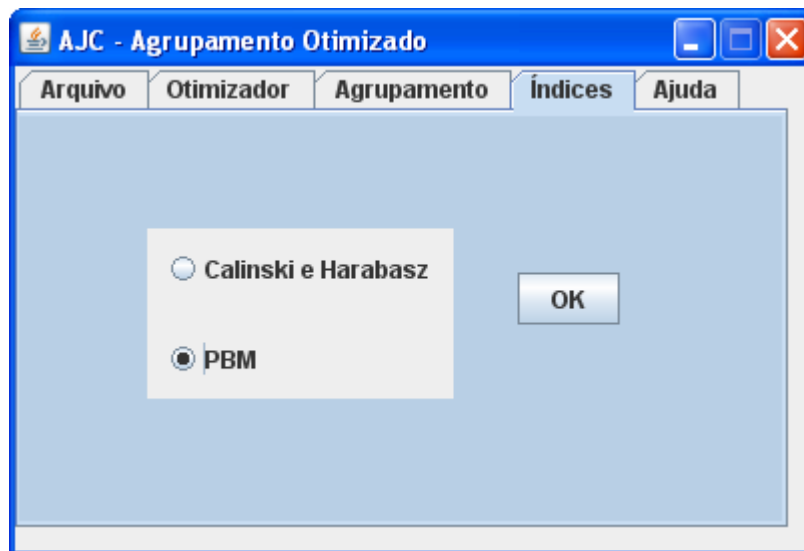 AJC - Agrupamento Otimizado
Arquivo Otimizador Agrupamento Índices Ajuda
Calinski e Harabasz
OK
PBM